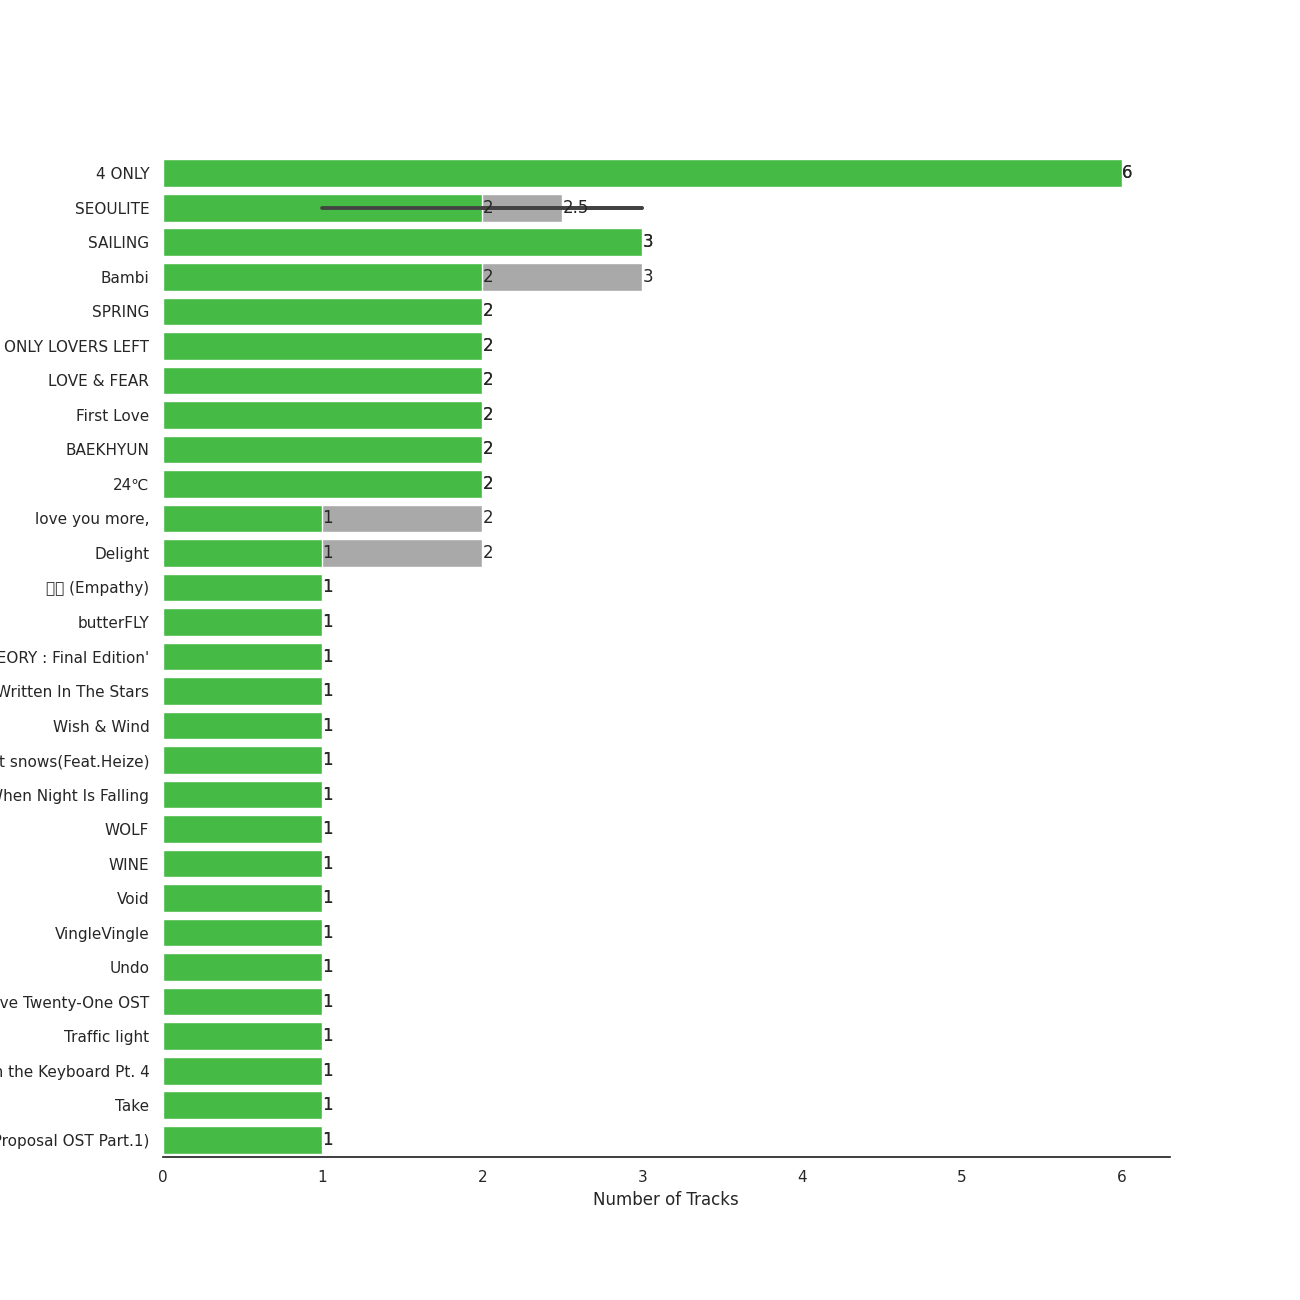 4 ONLY 6
SEOULITE 2 2.5
SAILING 3
Bambi 2 3
SPRING 2
ONLY LOVERS LEFT 2
LOVE & FEAR 2
First Love 2
BAEKHYUN 2
24℃ 2
love you more, 1 2
Delight 1 2
(Empathy) 1
butterFLY 1
EORY : Final Edition' 1
Written In The Stars 1
Wish & Wind 1
t snows(Feat.Heize) 1
When Night Is Falling 1
WOLF 1
WINE 1
Void 1
VingleVingle 1
Undo 1
ve Twenty-One OST 1
Traffic light 1
n the Keyboard Pt. 4 1
Take 1
Proposal OST Part.1) 1
0 1 2 3 4 5 6
Number of Tracks